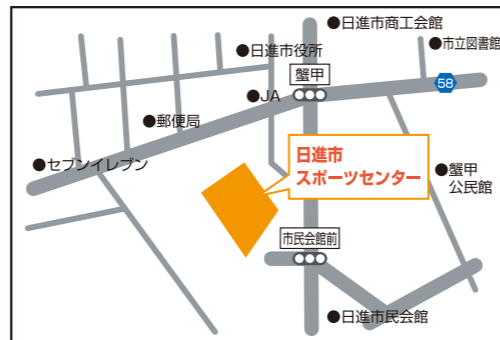 ●日進市商工会館
●市立図書館
●日進市役所
蟹甲
58
●JA
●郵便局
●セブンイレブン
日進市
スポーツセンター
●蟹甲
公民館
市民会館前
●日進市民会館